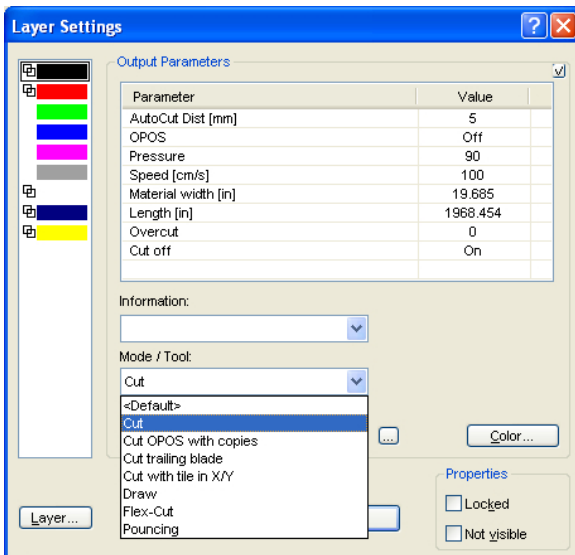 Layer Settings
Output Parameters
Parameter Value
AutoCut Dist [mm] 5
OPOS Off
Pressure 90
Speed [cm/s] 100
Material width [in] 19.685
Length [in] 1968.454
Overcut 0
Cut off On
Information:
Mode / Tool:
Cut
<Default>
Cut
Cut OPOS with copies
Cut trailing blade
Cut with tile in X/Y
Draw
Flex-Cut
Pouncing
...
Color...
Properties
Locked
Not visible
Layer...